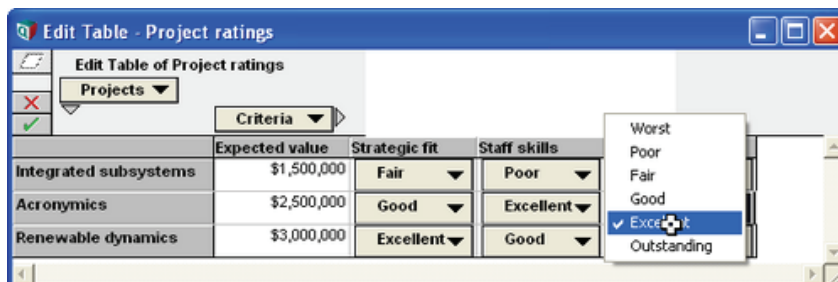 Edit Table - Project ratings
Edit Table of Project ratings
Projects
Criteria
Expected value Strategic fit Staff skills
Integrated subsystems $1,500,000 Fair Poor
Acronymics $2,500,000 Good Excellent
Renewable dynamics $3,000,000 Excellent Good
Worst
Poor
Fair
Good
Excellent
Outstanding